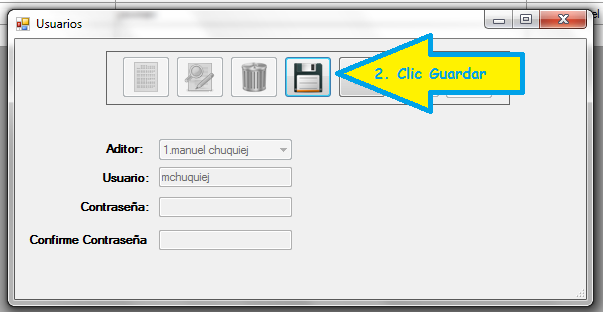 Usuarios
2. Clic Guardar
Aditor: 1.manuel chuquiej
Usuario: mchuquiej
Contraseña:
Confirme Contraseña